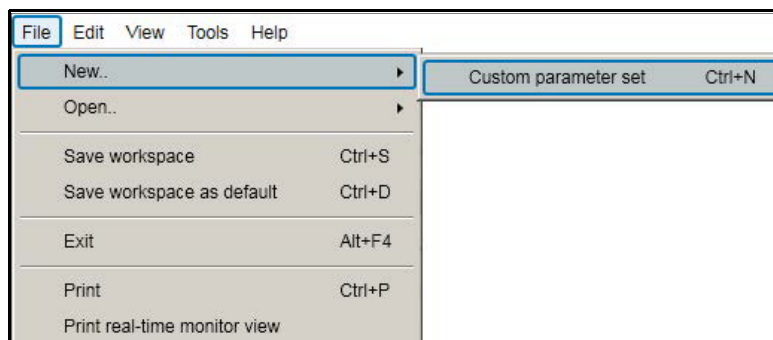 File Edit View Tools Help
New.. Custom parameter set Ctrl+N
Open..
Save workspace Ctrl+S
Save workspace as default Ctrl+D
Exit Alt+F4
Print Ctrl+P
Print real-time monitor view